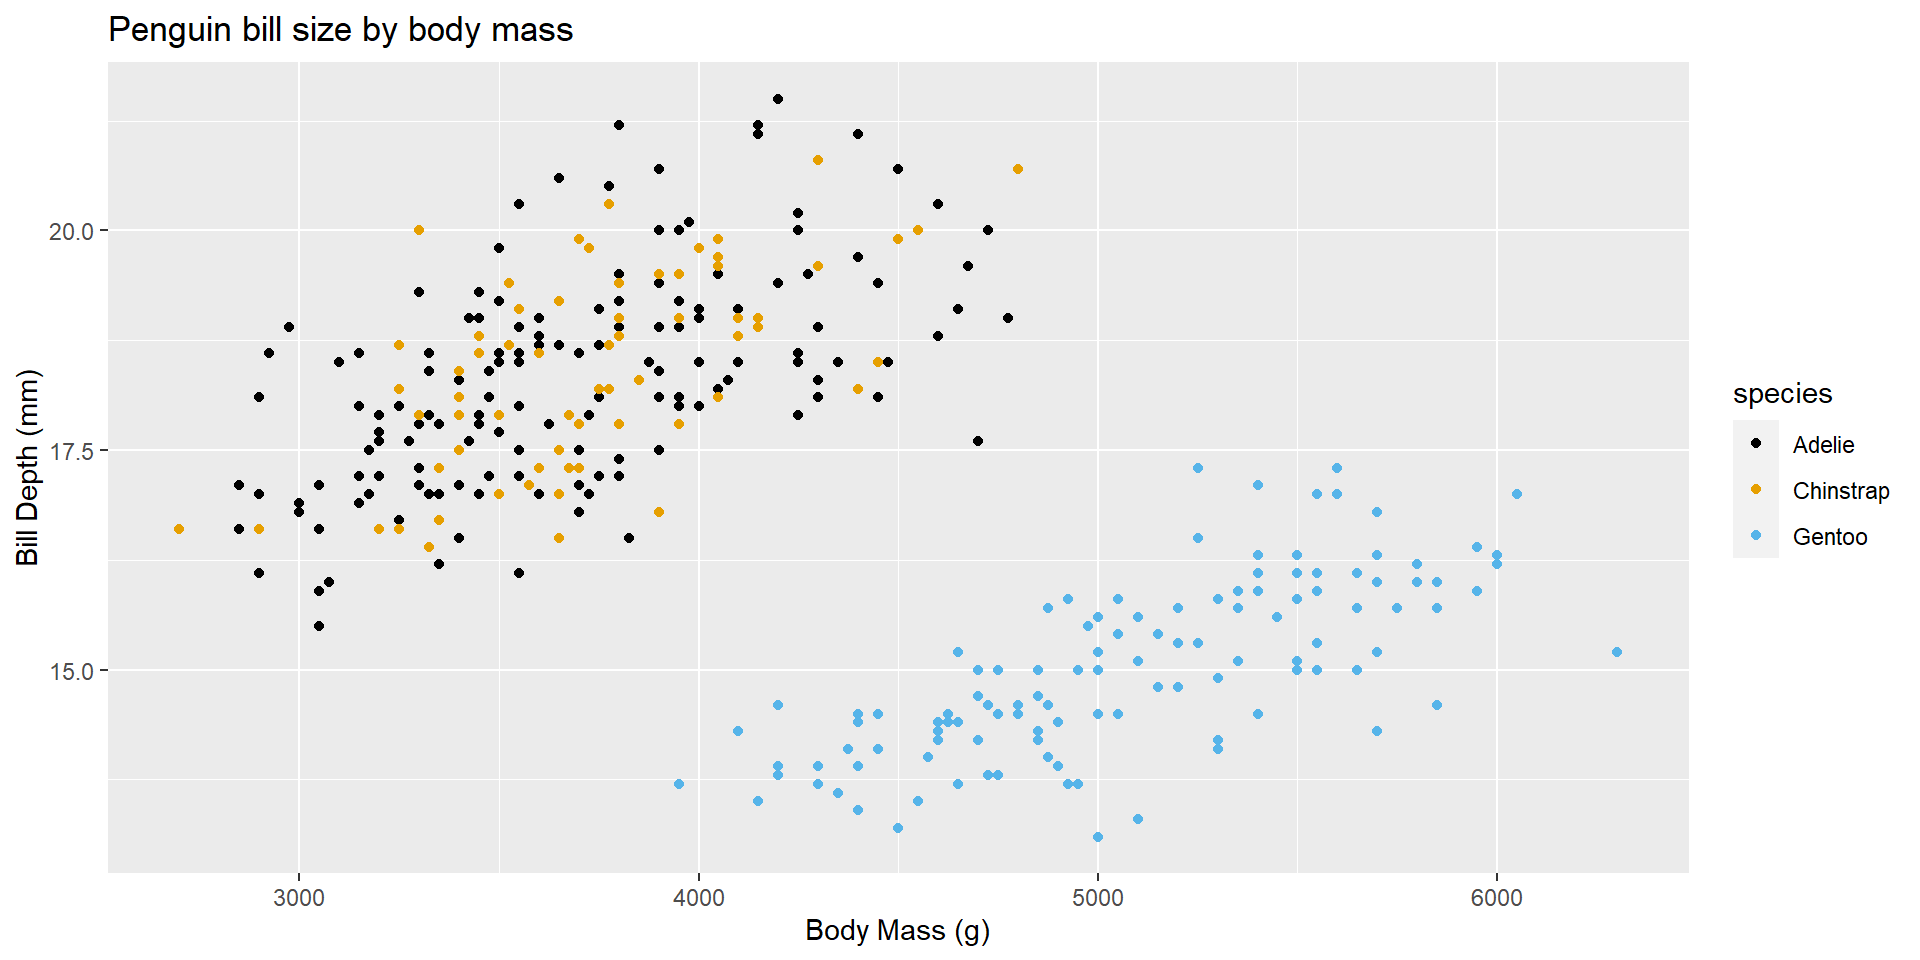 Penguin bill size by body mass
20.0
17.5
15.0
Bill Depth (mm)
3000 4000 5000 6000
Body Mass (g)
species
Adelie
Chinstrap
Gentoo